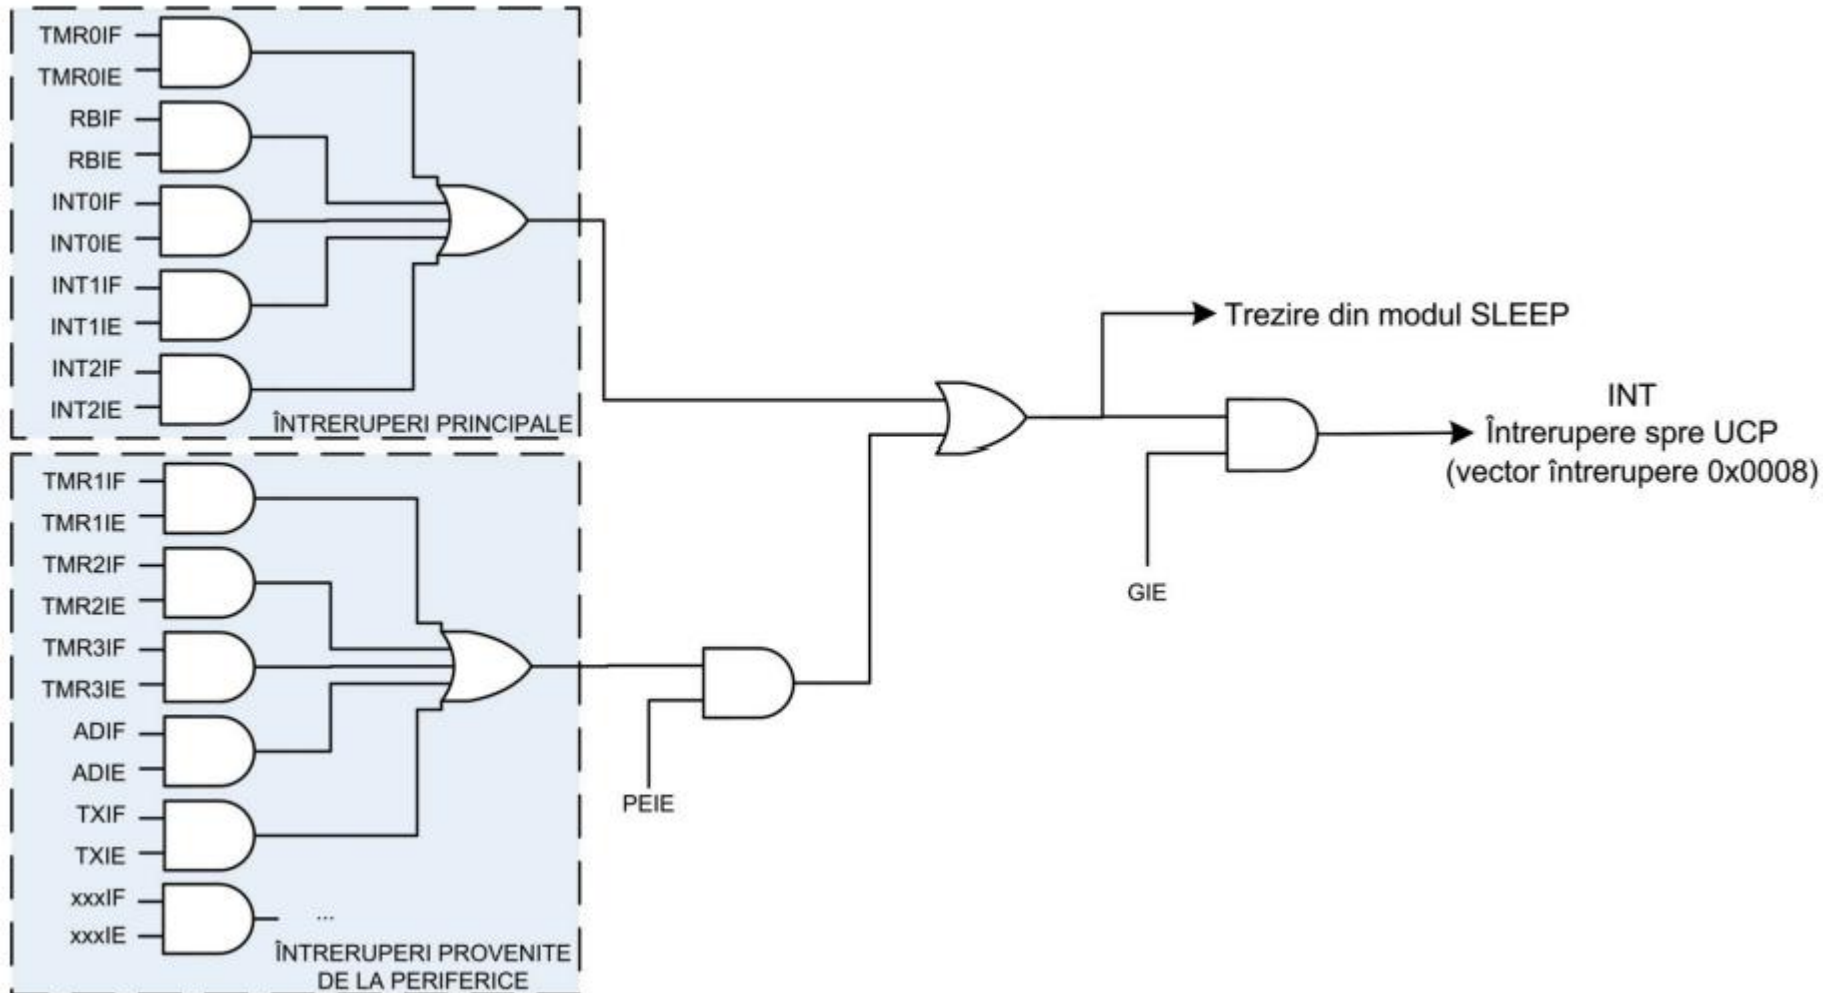 TMR0IF
TMR0IE
RBIF
RBIE
INT0IF
INT0IE
INT1IF
INT1IE
INT2IF
INT2IE
ÎNTRERUPERI PRINCIPALE
TMR1IF
TMR1IE
TMR2IF
TMR2IE
TMR3IF
TMR3IE
ADIF
ADIE
TXIF
TXIE
xxxIF
xxxIE
...
ÎNTRERUPERI PROVENITE
DE LA PERIFERICE
PEIE
Trezire din modul SLEEP
GIE
INT
Întrerupere spre UCP
(vector întrerupere 0x0008)